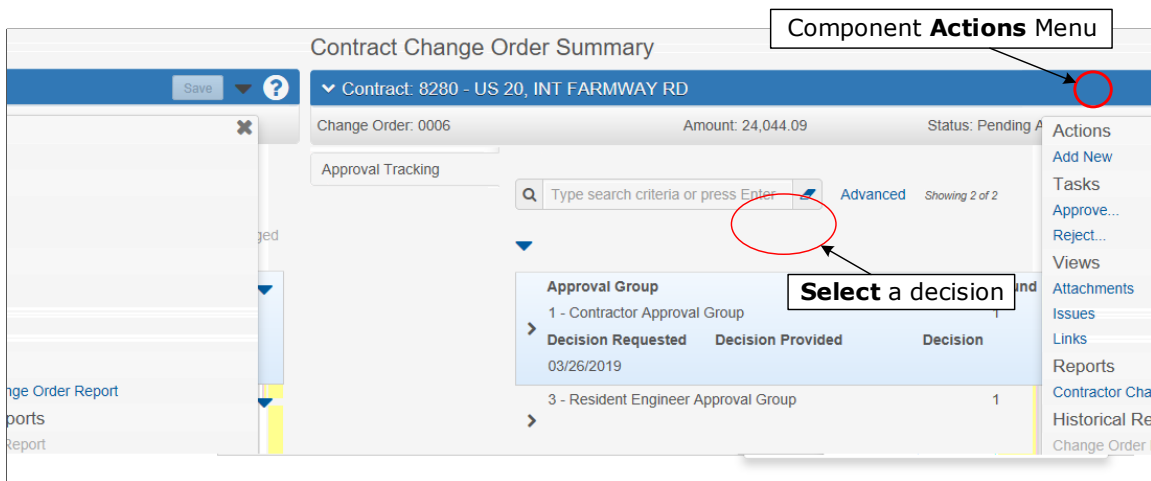 Component Actions Menu
Contract Change Order Summary
Save
?
Contract: 8280 - US 20, INT FARMWAY RD
Change Order: 0006
Amount: 24,044.09
Status: Pending A
Approval Tracking
Type search criteria or press Enter
Advanced
Showing 2 of 2
Select a decision
Approval Group
und
1 - Contractor Approval Group
1
Decision Requested
Decision Provided
Decision
03/26/2019
3 - Resident Engineer Approval Group
1
Actions
Add New
Tasks
Approve...
Reject...
Views
Attachments
Issues
Links
Reports
Contractor Cha
Historical Re
Change Order
ged
nge Order Report
ports
Report